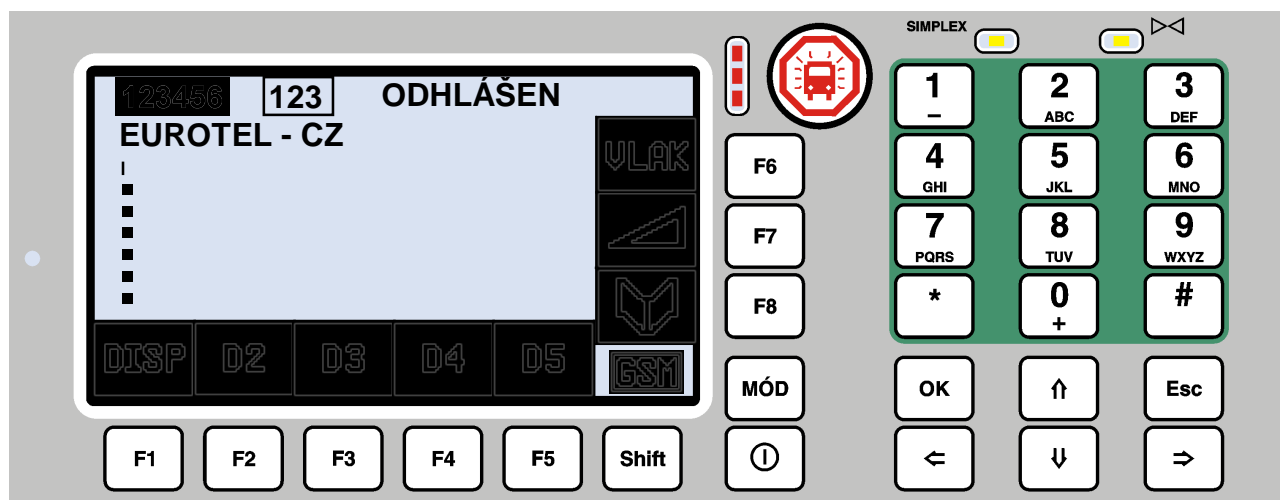 SIMPLEX
123456 123 ODHLÁŠEN
EUROTEL - CZ
VLAK
DISP D2 D3 D4 D5 GSM
F6
F7
F8
MÓD
F1 F2 F3 F4 F5 Shift
1 2 3
– ABC DEF
4 5 6
GHI JKL MNO
7 8 9
PQRS TUV WXYZ
* 0 #
+
OK ⇑ Esc
⇐ ⇓ ⇒